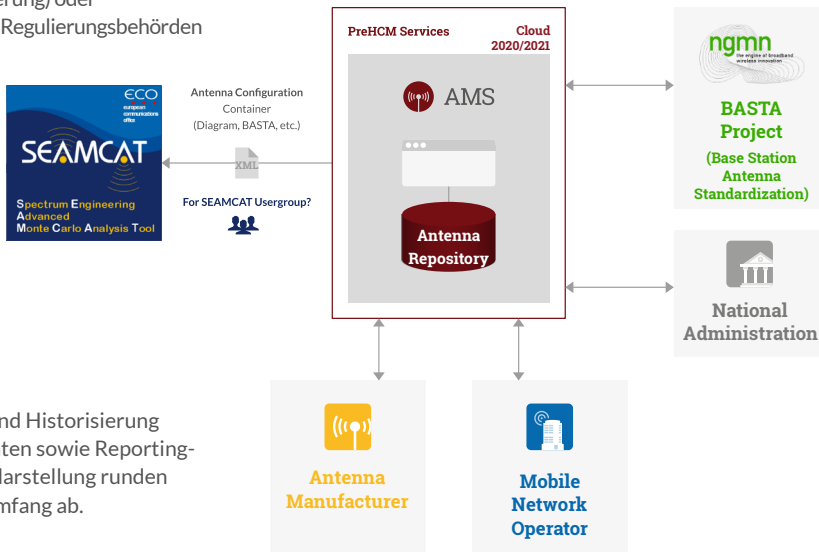 oder
Regulierungsbehörden
PreHCM Services
Cloud
2020/2021
AMS
Antenna
Repository
ECO
european
communications
office
SEAMCAT
Spectrum Engineering
Advanced
Monte Carlo Analysis Tool
Antenna Configuration
Container
(Diagram, BASTA, etc.)
XML
For SEAMCAT Usergroup?
ngmn
the engine of broadband
wireless innovation
BASTA
Project
(Base Station
Antenna
Standardization)
National
Administration
nd Historisierung
ten sowie Reporting-
darstellung runden
mfang ab.
Antenna
Manufacturer
Mobile
Network
Operator